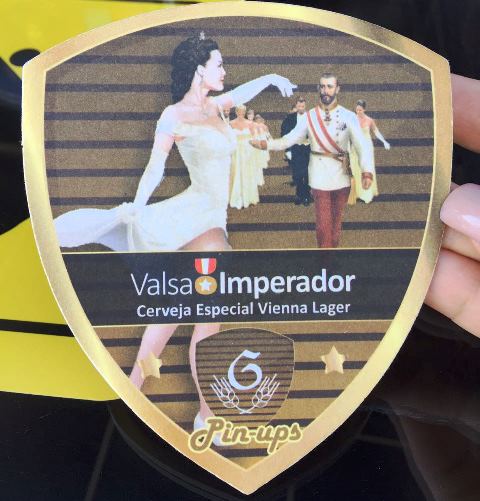 Valsa Imperador
Cerveja Especial Vienna Lager
G
Pin-ups